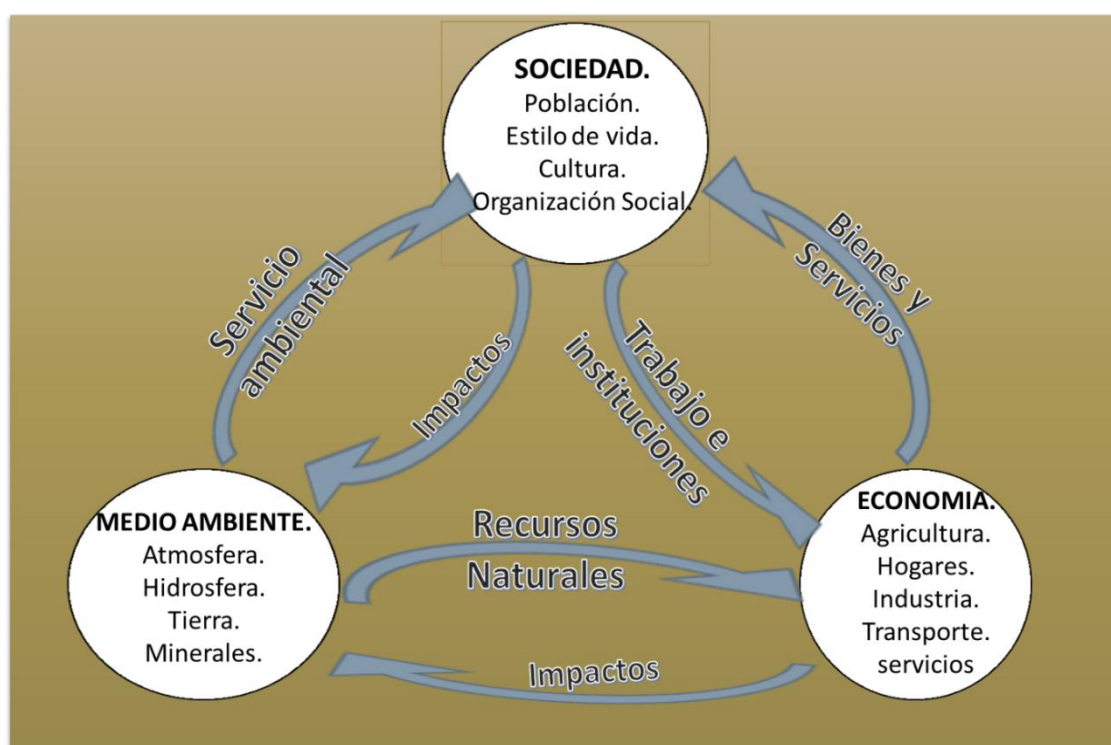 SOCIEDAD.
Población.
Estilo de vida.
Cultura.
Organización Social.
Servicio
ambiental
Impactos
Trabajo e
instituciones
Bienes y
Servicios
MEDIO AMBIENTE.
Atmosfera.
Hidrosfera.
Tierra.
Minerales.
Recursos
Naturales
Impactos
ECONOMIA.
Agricultura.
Hogares.
Industria.
Transporte.
servicios